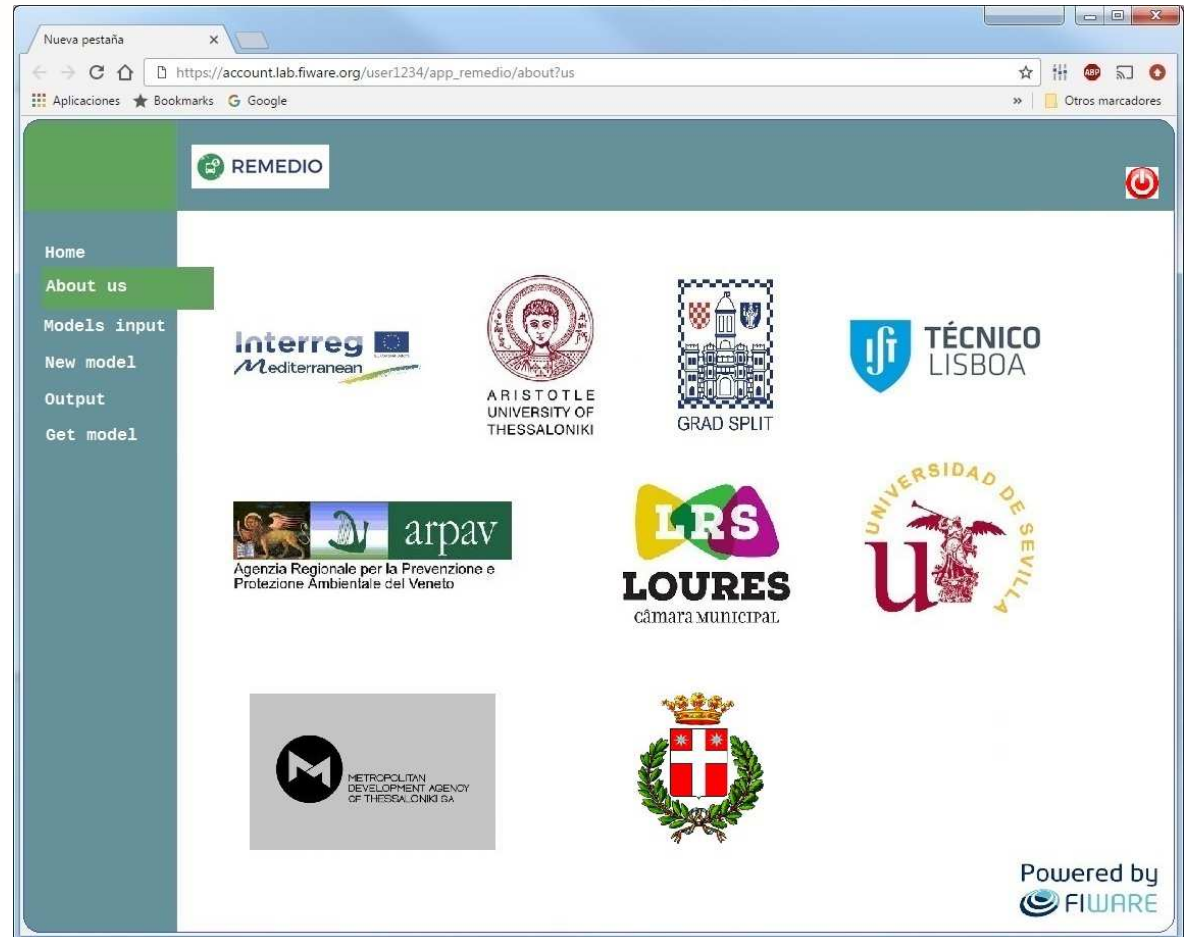 Nueva pestaña
https://account.lab.fiware.org/user1234/app_remedio/about?us
ABP
Aplicaciones
Bookmarks
G Google
»
Otros marcadores
REMEDIO
Home
About us
Models input
New model
Output
Get model
Interreg
Mediterranean
ARISTOTLE
UNIVERSITY OF
THESSALONIKI
GRAD SPLIT
TÉCNICO
LISBOA
arpav
Agenzia Regionale per la Prevenzione e
Protezione Ambientale del Veneto
LRS
LOURES
câmara municipal
UNIVERSIDAD DE SEVILLA
METROPOLITAN
DEVELOPMENT AGENCY
OF THESSALONIKI SA
Powered by
FIWARE